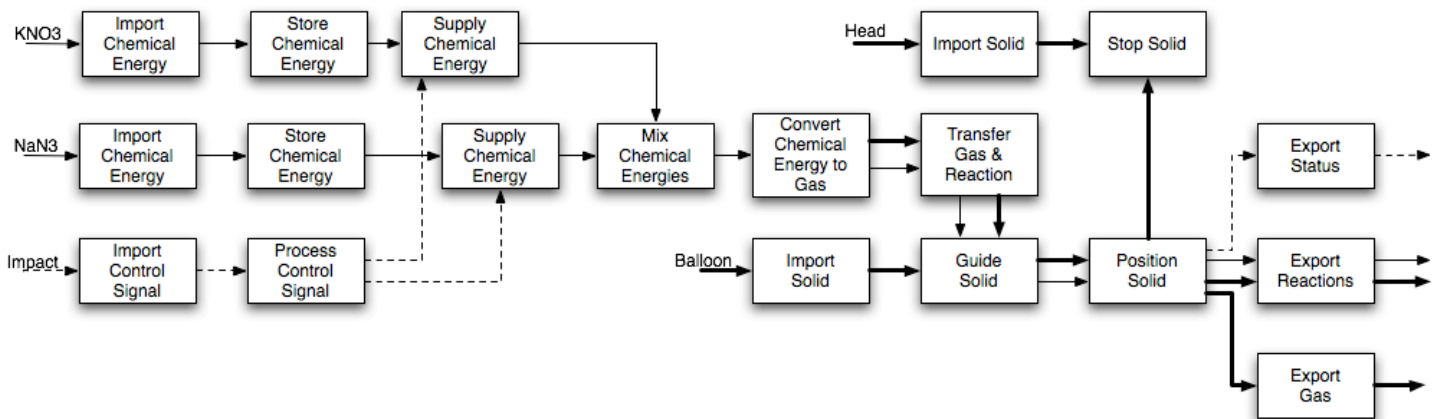 KNO3
Import
Chemical
Energy
Store
Chemical
Energy
Supply
Chemical
Energy
Head
Import Solid
Stop Solid
NaN3
Import
Chemical
Energy
Store
Chemical
Energy
Supply
Chemical
Energy
Mix
Chemical
Energies
Convert
Chemical
Energy to
Gas
Transfer
Gas &
Reaction
Export
Status
Impact
Import
Control
Signal
Process
Control
Signal
Balloon
Import
Solid
Guide
Solid
Position
Solid
Export
Reactions
Export
Gas